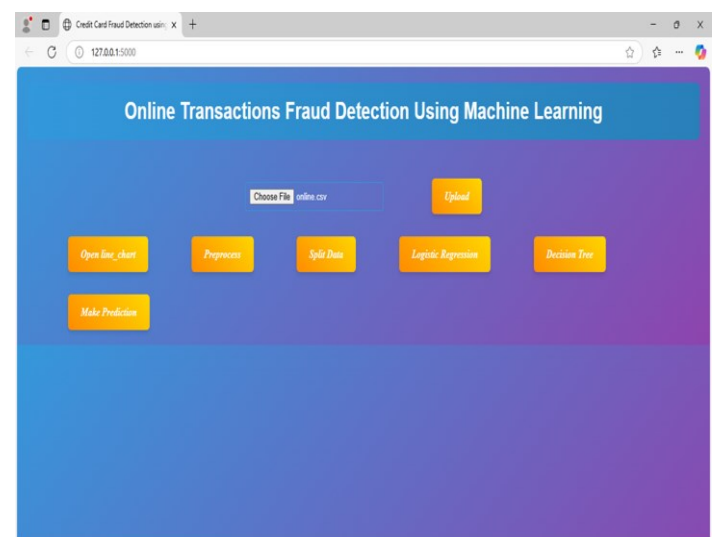 Credit Card Fraud Detection usin
127.0.0.1:5000
Online Transactions Fraud Detection Using Machine Learning
Choose File online.csv Upload
Open line_chart Preprocess Split Data Logistic Regression Decision Tree
Make Prediction